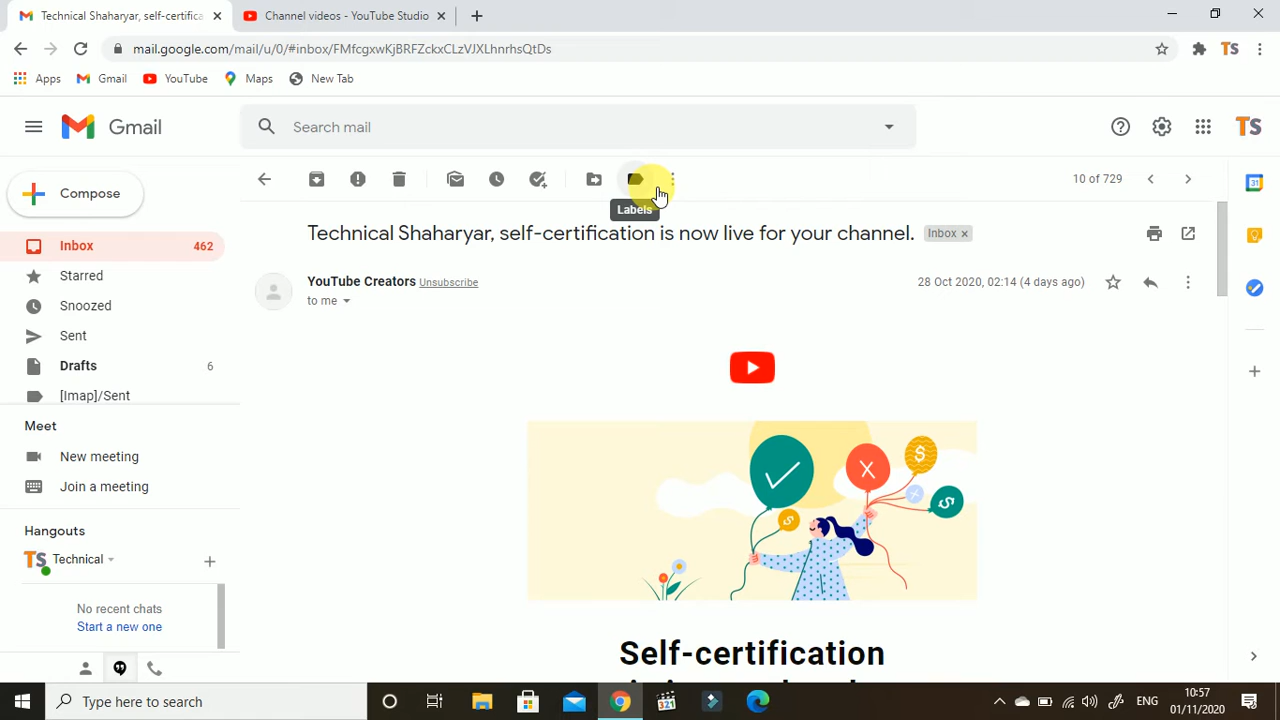 Technical Shaharyar, self-certifica
Channel videos - YouTube Studio
mail.google.com/mail/u/0/#inbox/FMfcgxwKjBRFZckxCLzVJXLhnrhsQtDs
TS
Apps
Gmail
YouTube
Maps
New Tab
Gmail
Search mail
TS
Compose
10 of 729
Labels
Inbox 462
Technical Shaharyar, self-certification is now live for your channel.
Inbox ×
Starred
YouTube Creators Unsubscribe
28 Oct 2020, 02:14 (4 days ago)
to me
Snoozed
Sent
Drafts 6
[Imap]/Sent
Meet
New meeting
Join a meeting
Hangouts
TS Technical
No recent chats
Start a new one
Self-certification
Type here to search
321
ENG
10:57
01/11/2020